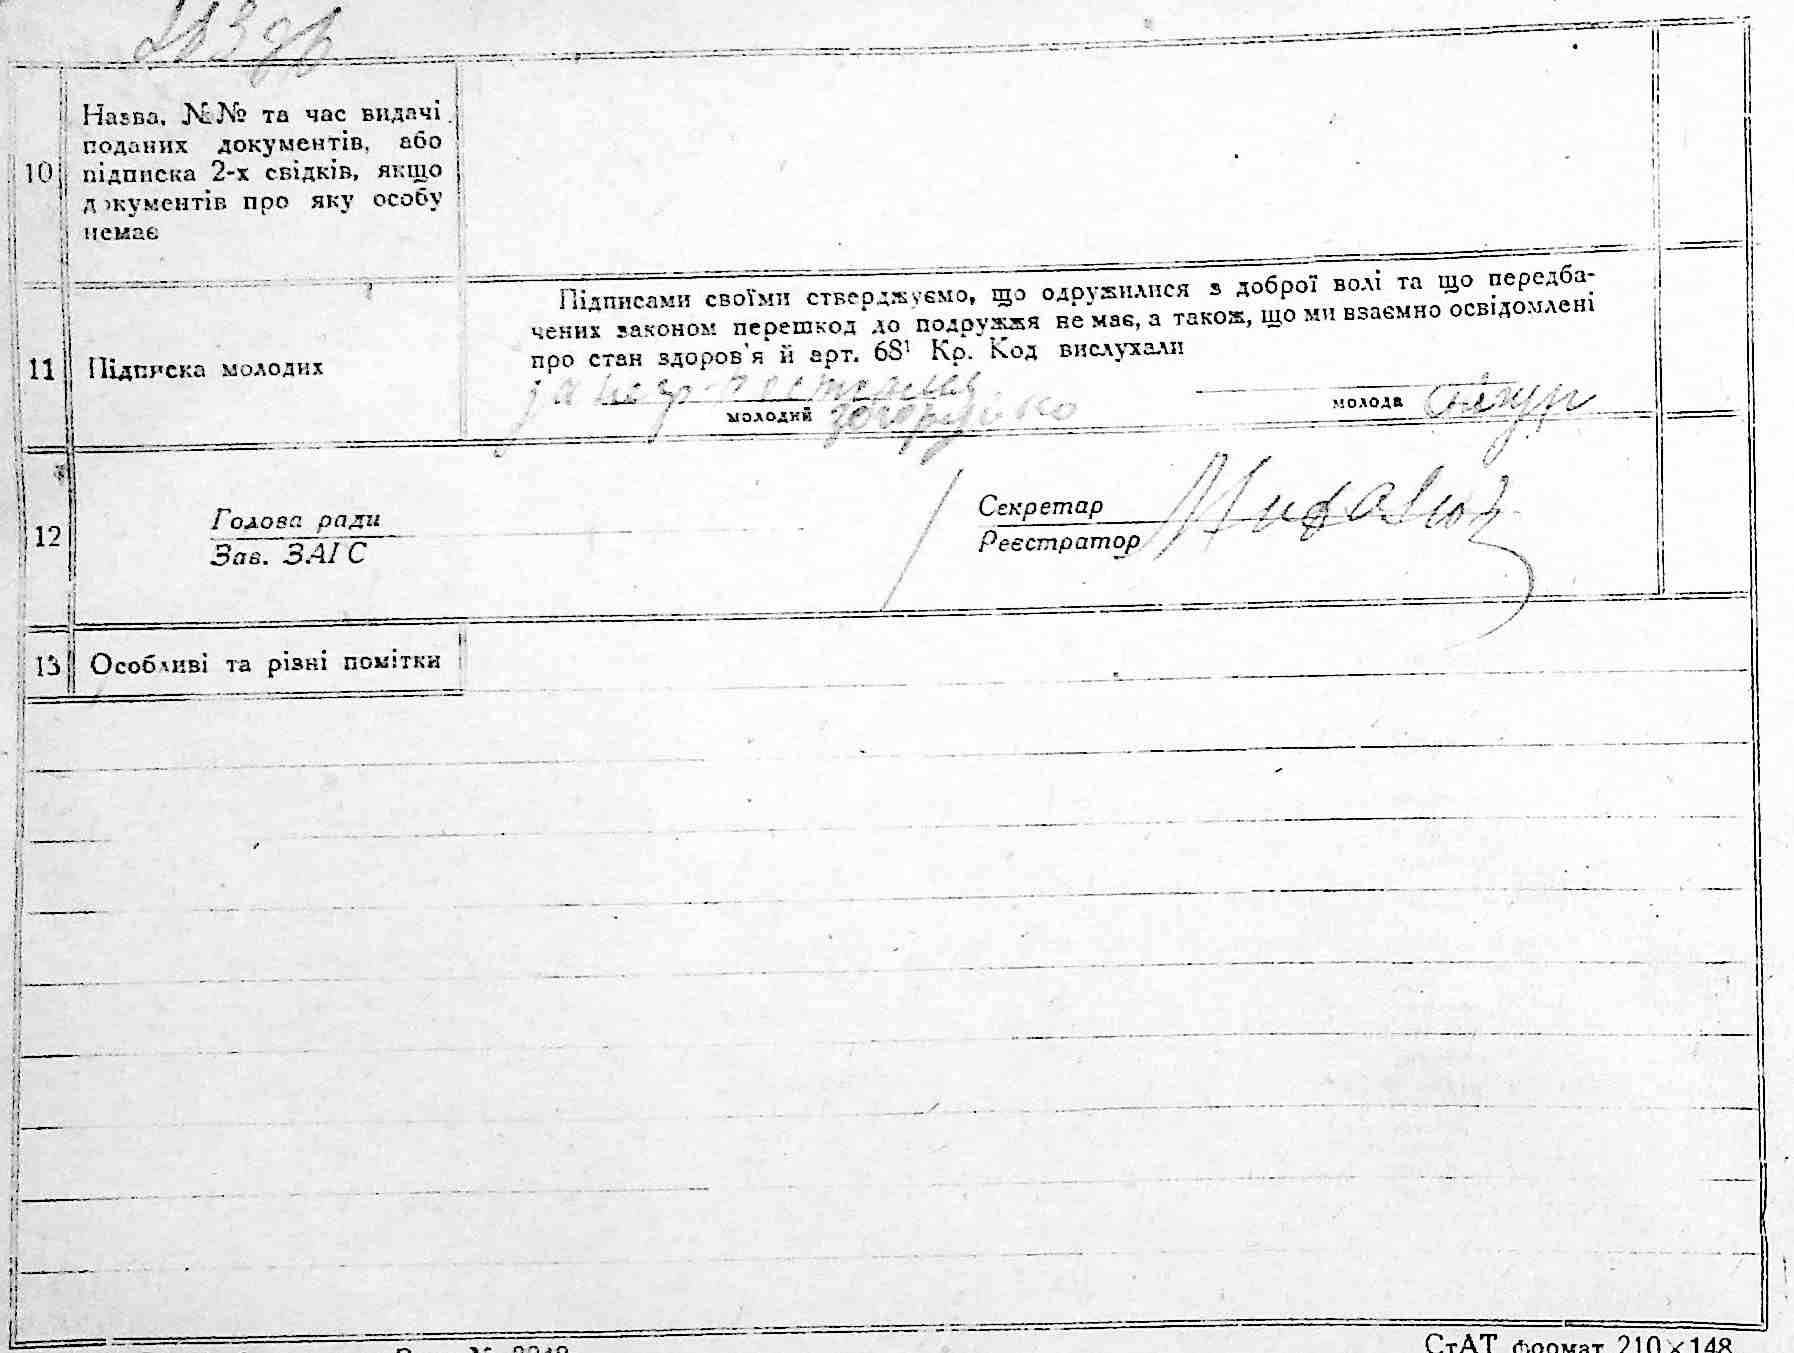 10
Назва, №№ та час видачі
поданих документів, або
підписка 2-х свідків, якщо
документів про яку особу
немає
11
Підписка молодих
Підписами своїми стверджуємо, що одружилися з доброї волі та що передба-
чених законом перешкод до подружжя немає, а також, що ми взаємно освідомлені
про стан здоров'я й арт. 68¹ Кр. Код вислухали
молодий
молода
12
Голова ради
Зав. ЗАГС
Секретар
Реєстратор
13
Особливі та різні помітки
СтАТ формат 210×148